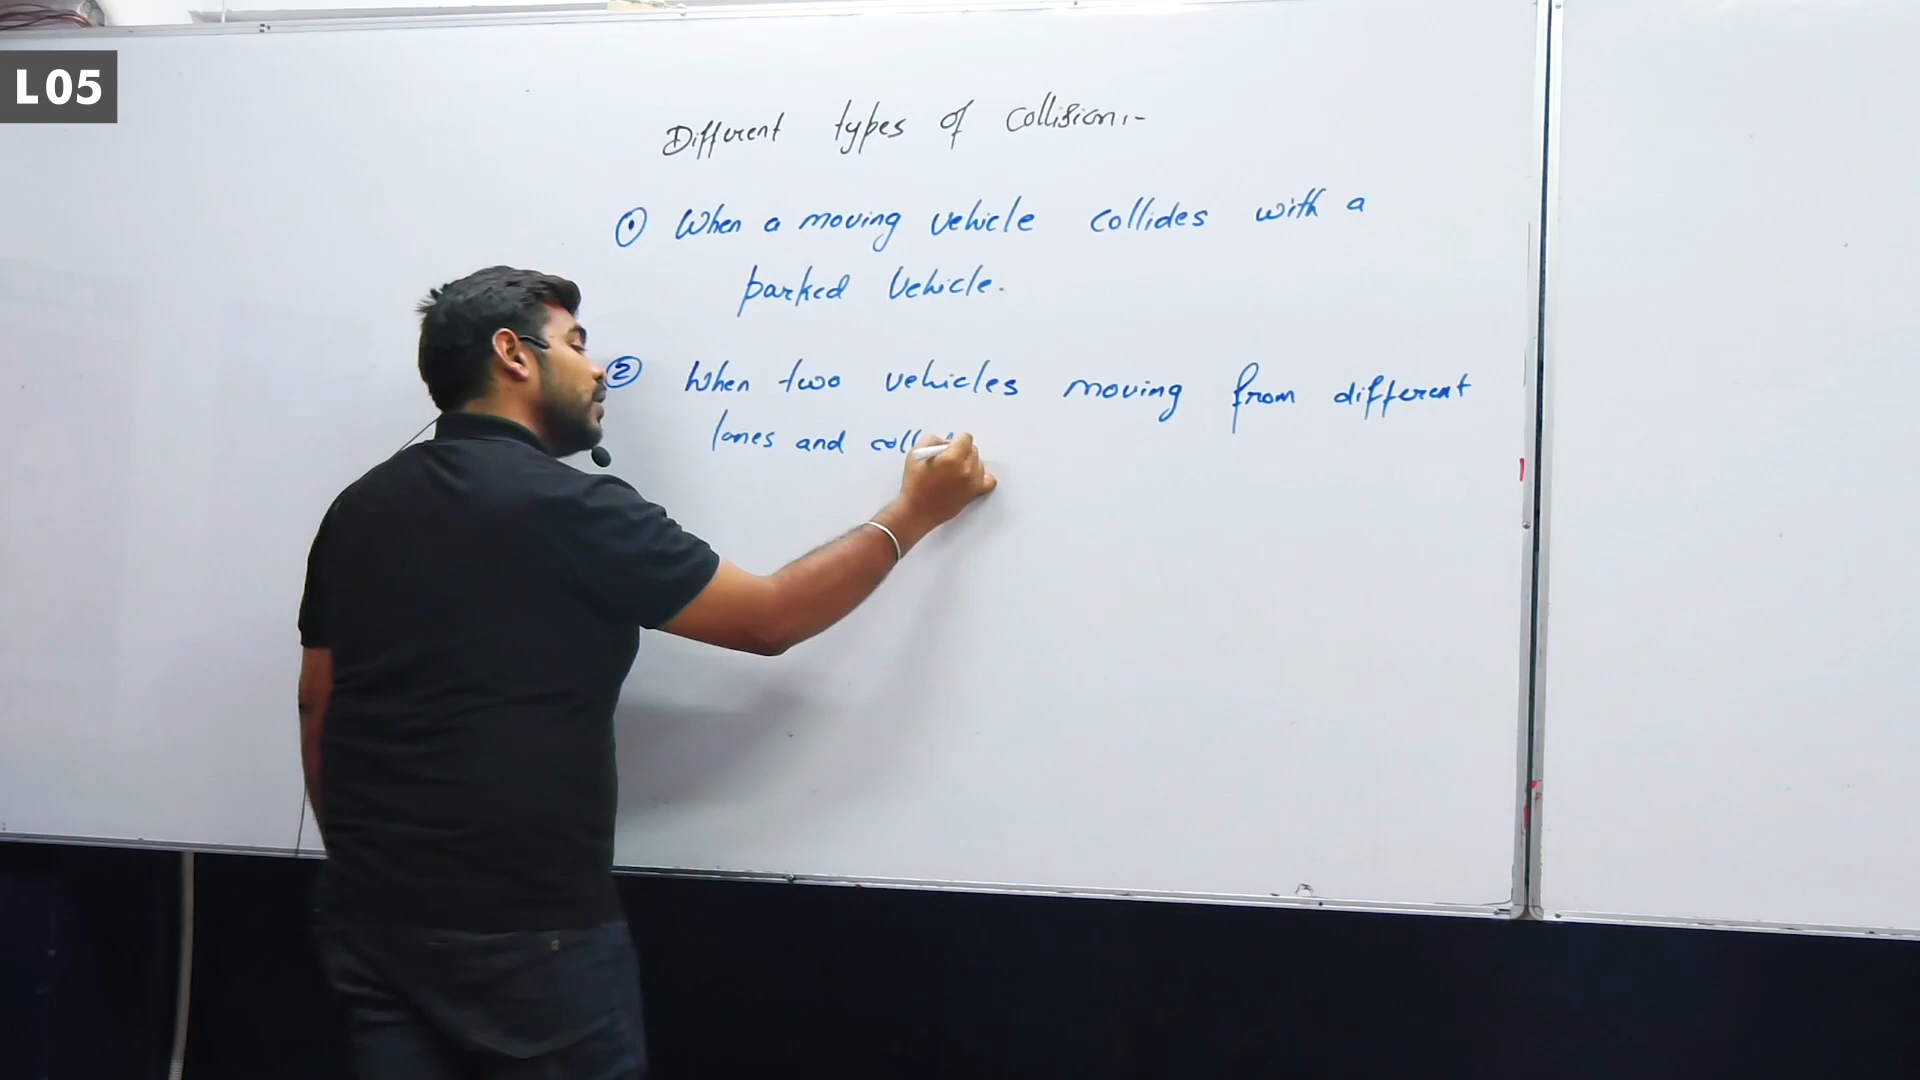 L05
Different types of collision:-
① When a moving vehicle collides with a
parked Vehicle.
② When two vehicles moving from different
lanes and